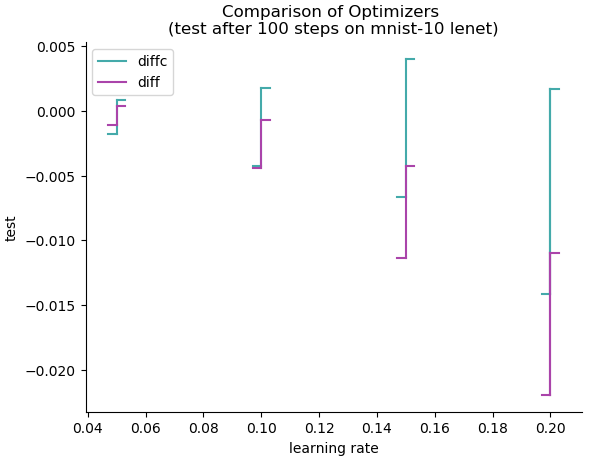 Comparison of Optimizers
(test after 100 steps on mnist-10 lenet)
diffc
diff
0.005
0.000
−0.005
−0.010
−0.015
−0.020
test
0.04 0.06 0.08 0.10 0.12 0.14 0.16 0.18 0.20
learning rate